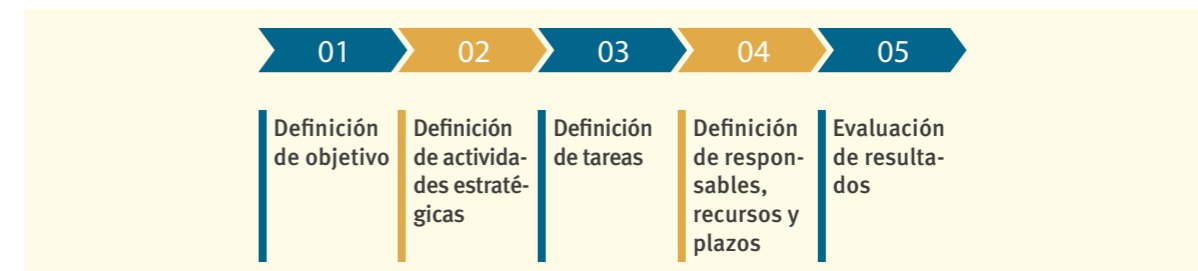 01
02
03
04
05
Definición
de objetivo
Definición
de activida-
des estraté-
gicas
Definición
de tareas
Definición
de respon-
sables,
recursos y
plazos
Evaluación
de resulta-
dos